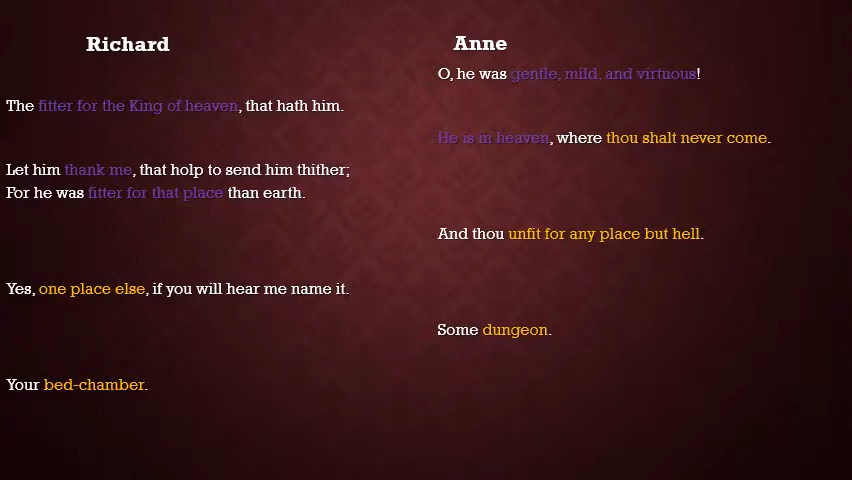 Richard
Anne
O, he was gentle, mild, and virtuous!
The fitter for the King of heaven, that hath him.
He is in heaven, where thou shalt never come.
Let him thank me, that holp to send him thither;
For he was fitter for that place than earth.
And thou unfit for any place but hell.
Yes, one place else, if you will hear me name it.
Some dungeon.
Your bed-chamber.